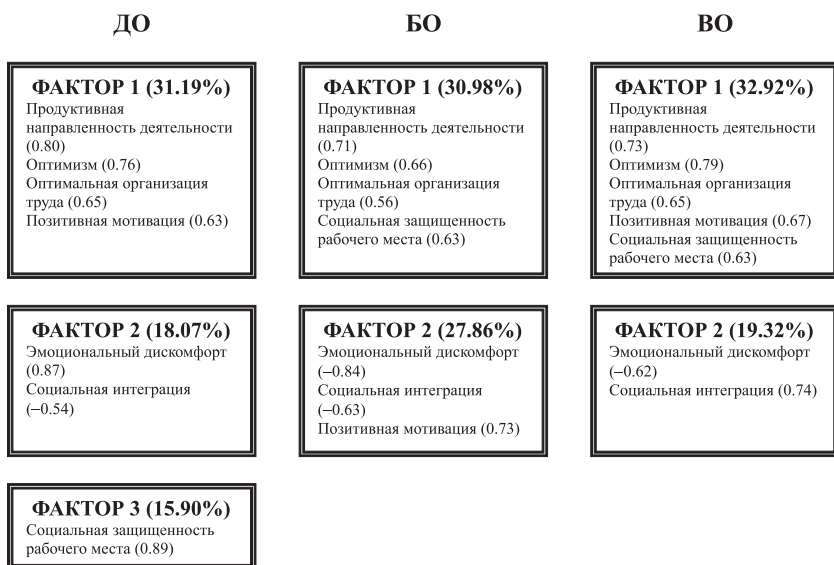 ДО
БО
ВО
ФАКТОР 1 (31.19%)
Продуктивная
направленность деятельности
(0.80)
Оптимизм (0.76)
Оптимальная организация
труда (0.65)
Позитивная мотивация (0.63)
ФАКТОР 1 (30.98%)
Продуктивная
направленность деятельности
(0.71)
Оптимизм (0.66)
Оптимальная организация
труда (0.56)
Социальная защищенность
рабочего места (0.63)
ФАКТОР 1 (32.92%)
Продуктивная
направленность деятельности
(0.73)
Оптимизм (0.79)
Оптимальная организация
труда (0.65)
Позитивная мотивация (0.67)
Социальная защищенность
рабочего места (0.63)
ФАКТОР 2 (18.07%)
Эмоциональный дискомфорт
(0.87)
Социальная интеграция
(–0.54)
ФАКТОР 2 (27.86%)
Эмоциональный дискомфорт
(–0.84)
Социальная интеграция
(–0.63)
Позитивная мотивация (0.73)
ФАКТОР 2 (19.32%)
Эмоциональный дискомфорт
(–0.62)
Социальная интеграция (0.74)
ФАКТОР 3 (15.90%)
Социальная защищенность
рабочего места (0.89)